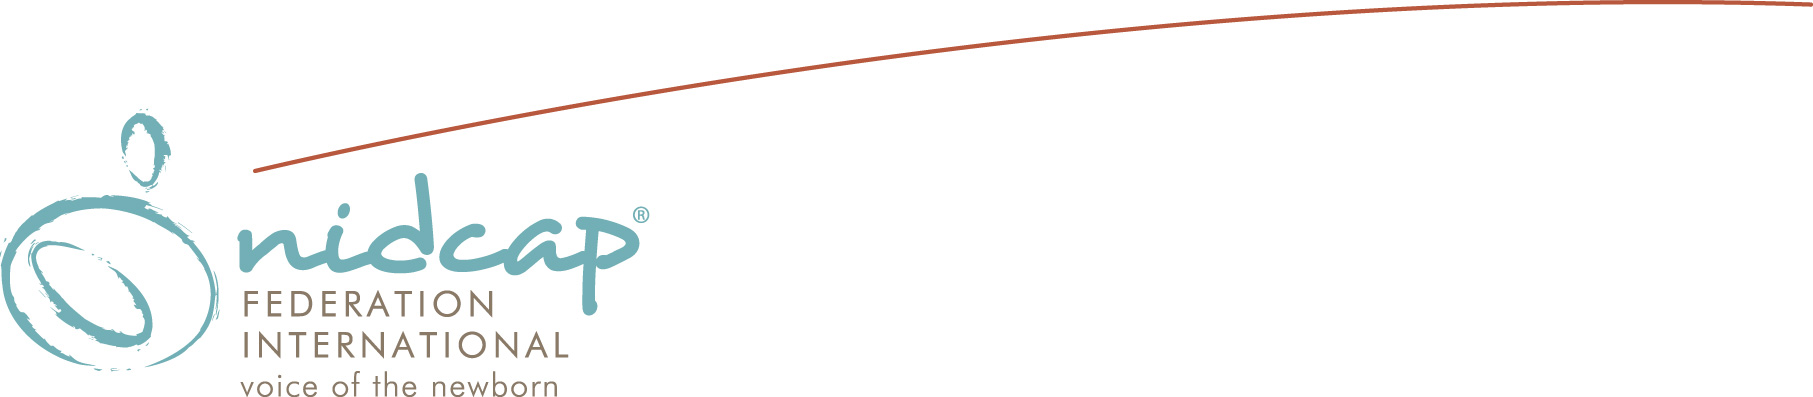 nidcap®
FEDERATION
INTERNATIONAL
voice of the newborn